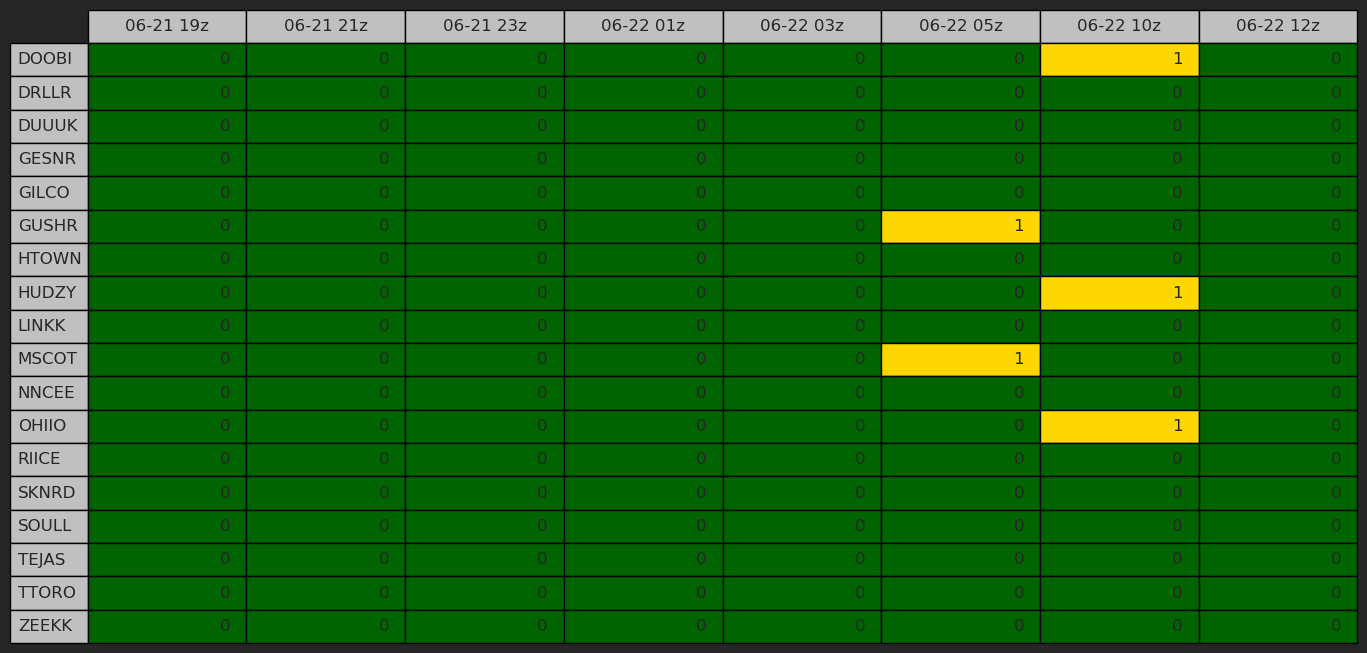 06-21 19z 06-21 21z 06-21 23z 06-22 01z 06-22 03z 06-22 05z 06-22 10z 06-22 12z
DOOBI 0 0 0 0 0 0 1 0
DRLLR 0 0 0 0 0 0 0 0
DUUUK 0 0 0 0 0 0 0 0
GESNR 0 0 0 0 0 0 0 0
GILCO 0 0 0 0 0 0 0 0
GUSHR 0 0 0 0 0 1 0 0
HTOWN 0 0 0 0 0 0 0 0
HUDZY 0 0 0 0 0 0 1 0
LINKK 0 0 0 0 0 0 0 0
MSCOT 0 0 0 0 0 1 0 0
NNCEE 0 0 0 0 0 0 0 0
OHIIO 0 0 0 0 0 0 1 0
RIICE 0 0 0 0 0 0 0 0
SKNRD 0 0 0 0 0 0 0 0
SOULL 0 0 0 0 0 0 0 0
TEJAS 0 0 0 0 0 0 0 0
TTORO 0 0 0 0 0 0 0 0
ZEEKK 0 0 0 0 0 0 0 0